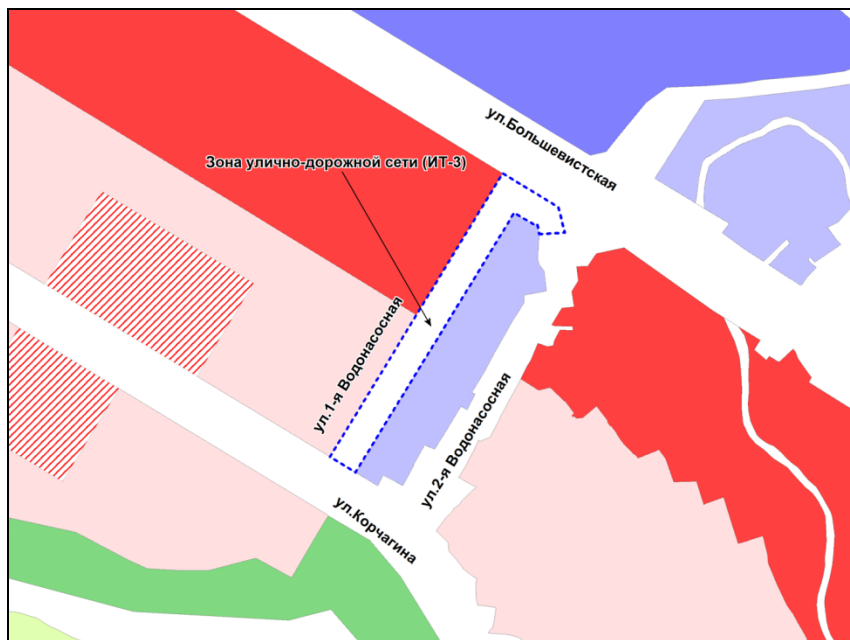 ул.Большевистская
Зона улично-дорожной сети (ИТ-3)
ул.1-я Водонасосная
ул.2-я Водонасосная
ул.Корчагина